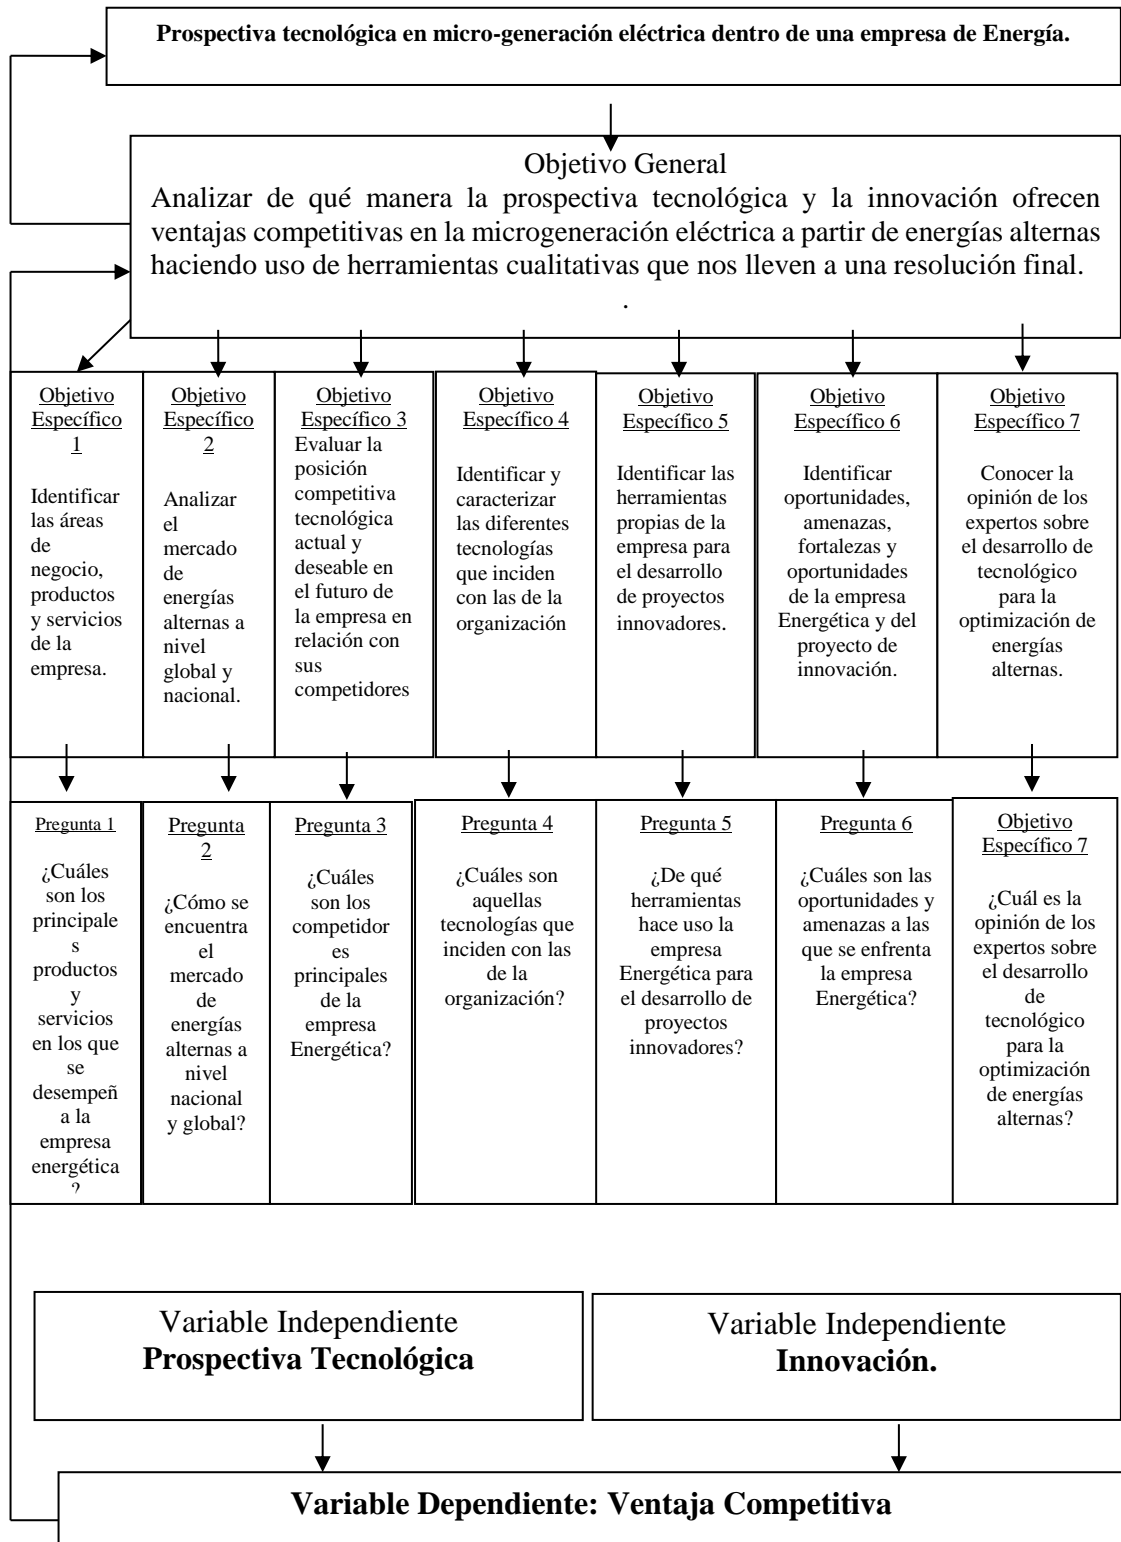 Prospectiva tecnológica en micro-generación eléctrica dentro de una empresa de Energía.
Objetivo General
Analizar de qué manera la prospectiva tecnológica y la innovación ofrecen
ventajas competitivas en la microgeneración eléctrica a partir de energías alternas
haciendo uso de herramientas cualitativas que nos lleven a una resolución final.
.
Objetivo
Específico
1
Identificar
las áreas
de
negocio,
productos
y servicios
de la
empresa.
Objetivo
Específico
2
Analizar
el
mercado
de
energías
alternas a
nivel
global y
nacional.
Objetivo
Específico 3
Evaluar la
posición
competitiva
tecnológica
actual y
deseable en
el futuro de
la empresa en
relación con
sus
competidores
Objetivo
Específico 4
Identificar y
caracterizar
las diferentes
tecnologías
que inciden
con las de la
organización
Objetivo
Específico 5
Identificar las
herramientas
propias de la
empresa para
el desarrollo
de proyectos
innovadores.
Objetivo
Específico 6
Identificar
oportunidades,
amenazas,
fortalezas y
oportunidades
de la empresa
Energética y del
proyecto de
innovación.
Objetivo
Específico 7
Conocer la
opinión de los
expertos sobre
el desarrollo de
tecnológico
para la
optimización de
energías
alternas.
Pregunta 1
¿Cuáles
son los
principale
s
productos
y
servicios
en los que
se
desempeñ
a la
empresa
energética
?
Pregunta
2
¿Cómo se
encuentra
el
mercado
de
energías
alternas a
nivel
nacional
y global?
Pregunta 3
¿Cuáles
son los
competidor
es
principales
de la
empresa
Energética?
Pregunta 4
¿Cuáles son
aquellas
tecnologías que
inciden con las
de la
organización?
Pregunta 5
¿De qué
herramientas
hace uso la
empresa
Energética para
el desarrollo de
proyectos
innovadores?
Pregunta 6
¿Cuáles son las
oportunidades y
amenazas a las
que se enfrenta
la empresa
Energética?
Objetivo
Específico 7
¿Cuál es la
opinión de los
expertos sobre
el desarrollo
de
tecnológico
para la
optimización
de energías
alternas?
Variable Independiente
Prospectiva Tecnológica
Variable Independiente
Innovación.
Variable Dependiente: Ventaja Competitiva